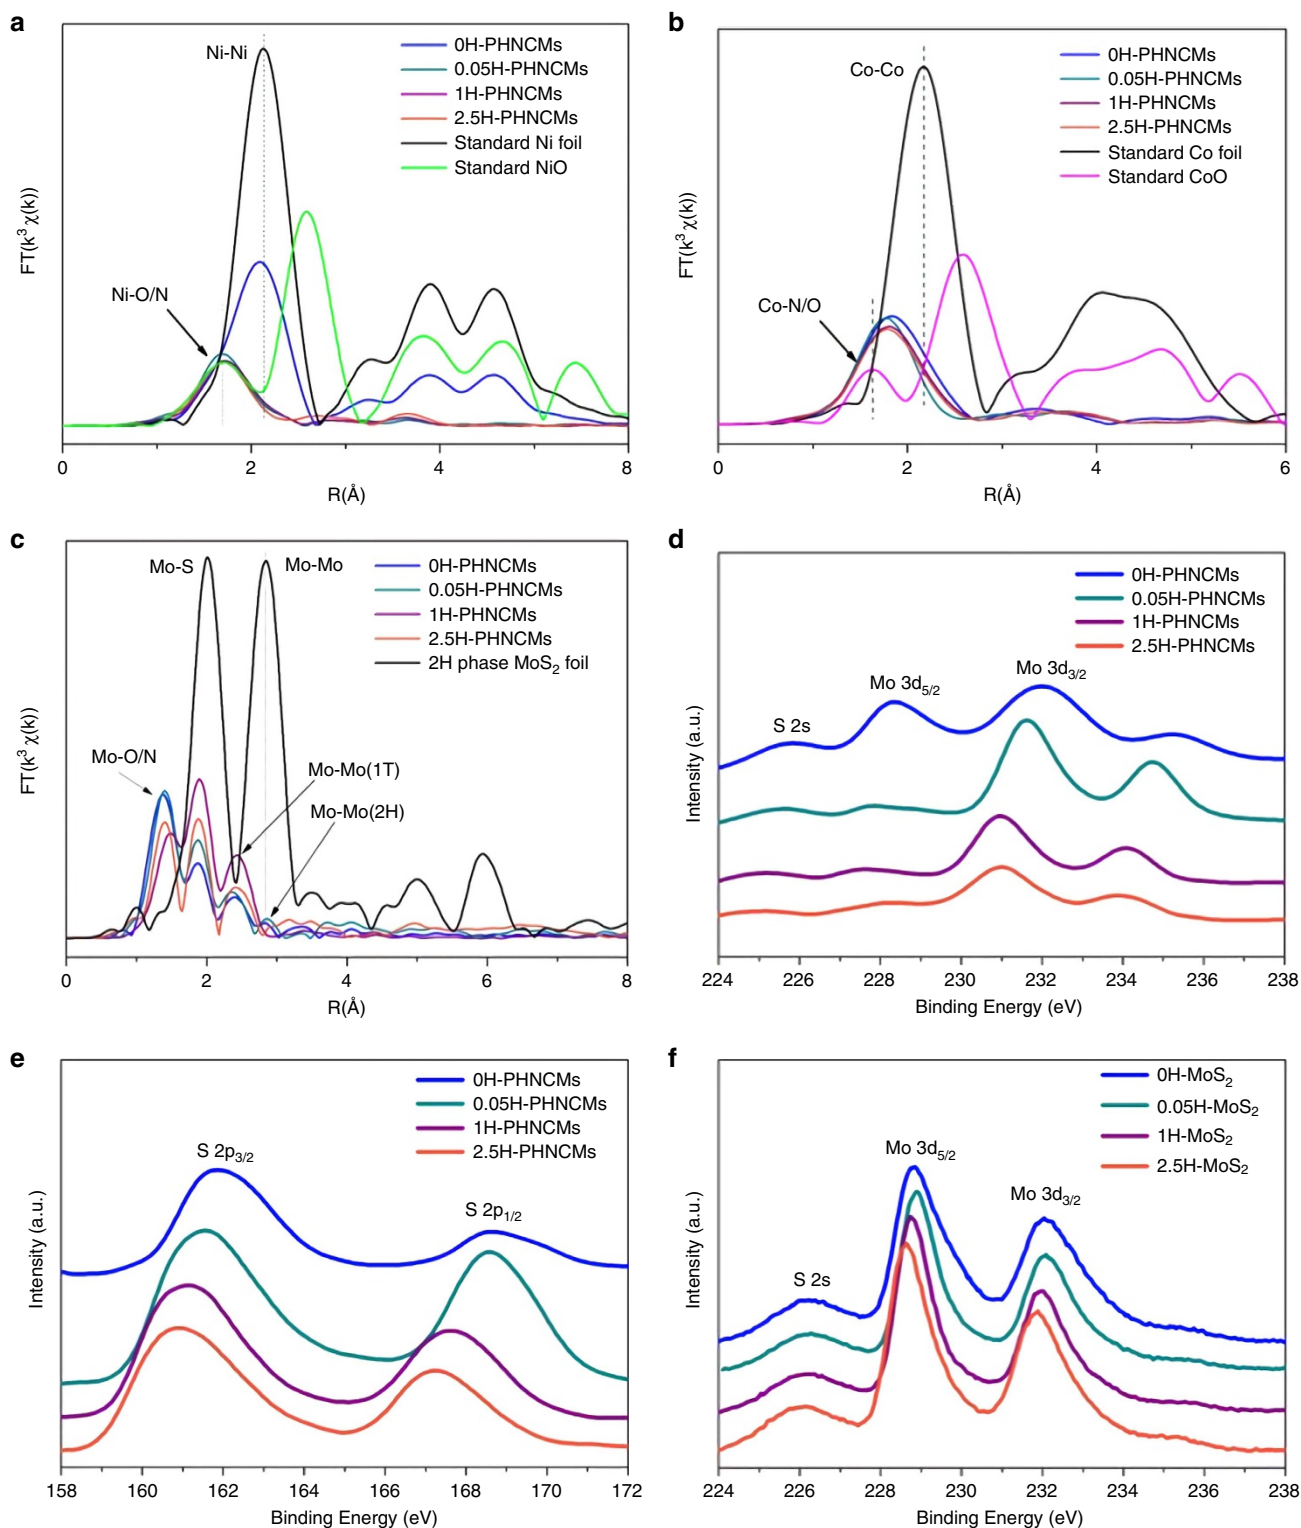 a
Ni-Ni
0H-PHNCMs
0.05H-PHNCMs
1H-PHNCMs
2.5H-PHNCMs
Standard Ni foil
Standard NiO
Ni-O/N
FT(k³ χ(k))
0 2 4 6 8
R(Å)
b
Co-Co
0H-PHNCMs
0.05H-PHNCMs
1H-PHNCMs
2.5H-PHNCMs
Standard Co foil
Standard CoO
Co-N/O
FT(k³ χ(k))
0 2 4 6
R(Å)
c
Mo-S
Mo-Mo
0H-PHNCMs
0.05H-PHNCMs
1H-PHNCMs
2.5H-PHNCMs
2H phase MoS₂ foil
Mo-O/N
Mo-Mo(1T)
Mo-Mo(2H)
FT(k³ χ(k))
0 2 4 6 8
R(Å)
d
0H-PHNCMs
0.05H-PHNCMs
1H-PHNCMs
2.5H-PHNCMs
S 2s
Mo 3d5/2
Mo 3d3/2
Intensity (a.u.)
224 226 228 230 232 234 236 238
Binding Energy (eV)
e
0H-PHNCMs
0.05H-PHNCMs
1H-PHNCMs
2.5H-PHNCMs
S 2p3/2
S 2p1/2
Intensity (a.u.)
158 160 162 164 166 168 170 172
Binding Energy (eV)
f
0H-MoS₂
0.05H-MoS₂
1H-MoS₂
2.5H-MoS₂
S 2s
Mo 3d5/2
Mo 3d3/2
Intensity (a.u.)
224 226 228 230 232 234 236 238
Binding Energy (eV)